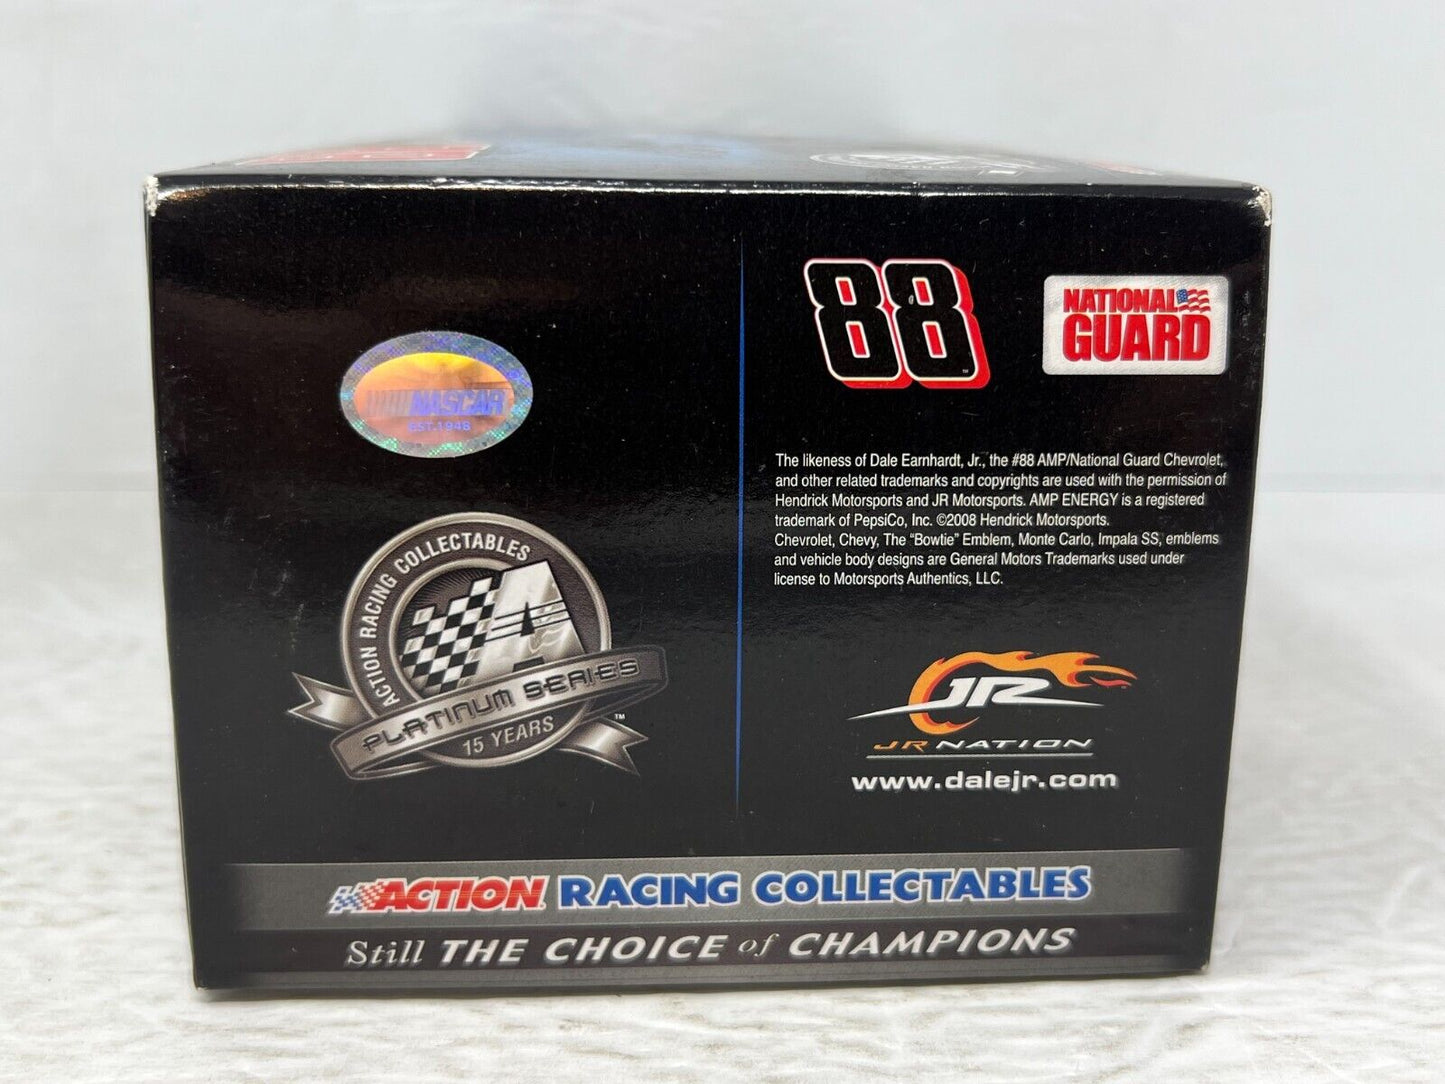 NASCAR
EST.1948
ACTION RACING COLLECTABLES
A
PLATINUM SERIES
15 YEARS
TM
88
NATIONAL
GUARD
The likeness of Dale Earnhardt, Jr., the #88 AMP/National Guard Chevrolet,
and other related trademarks and copyrights are used with the permission of
Hendrick Motorsports and JR Motorsports. AMP ENERGY is a registered
trademark of PepsiCo, Inc. ©2008 Hendrick Motorsports.
Chevrolet, Chevy, The “Bowtie” Emblem, Monte Carlo, Impala SS, emblems
and vehicle body designs are General Motors Trademarks used under
license to Motorsports Authentics, LLC.
JR
JR NATION
www.dalejr.com
ACTION RACING COLLECTABLES
Still THE CHOICE of CHAMPIONS